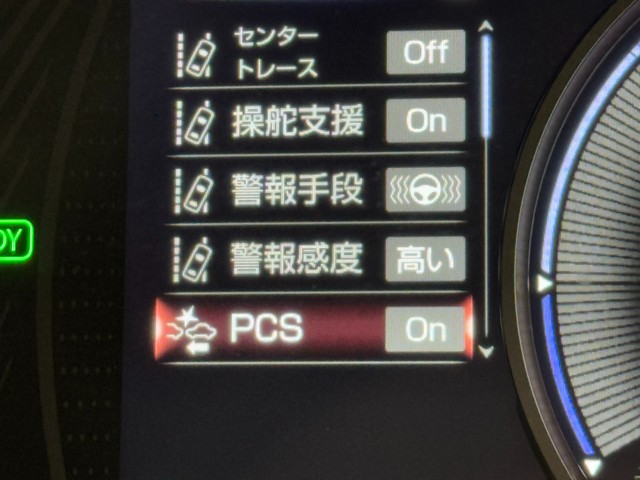 センター
トレース Off
操舵支援 On
警報手段
警報感度 高い
PCS On